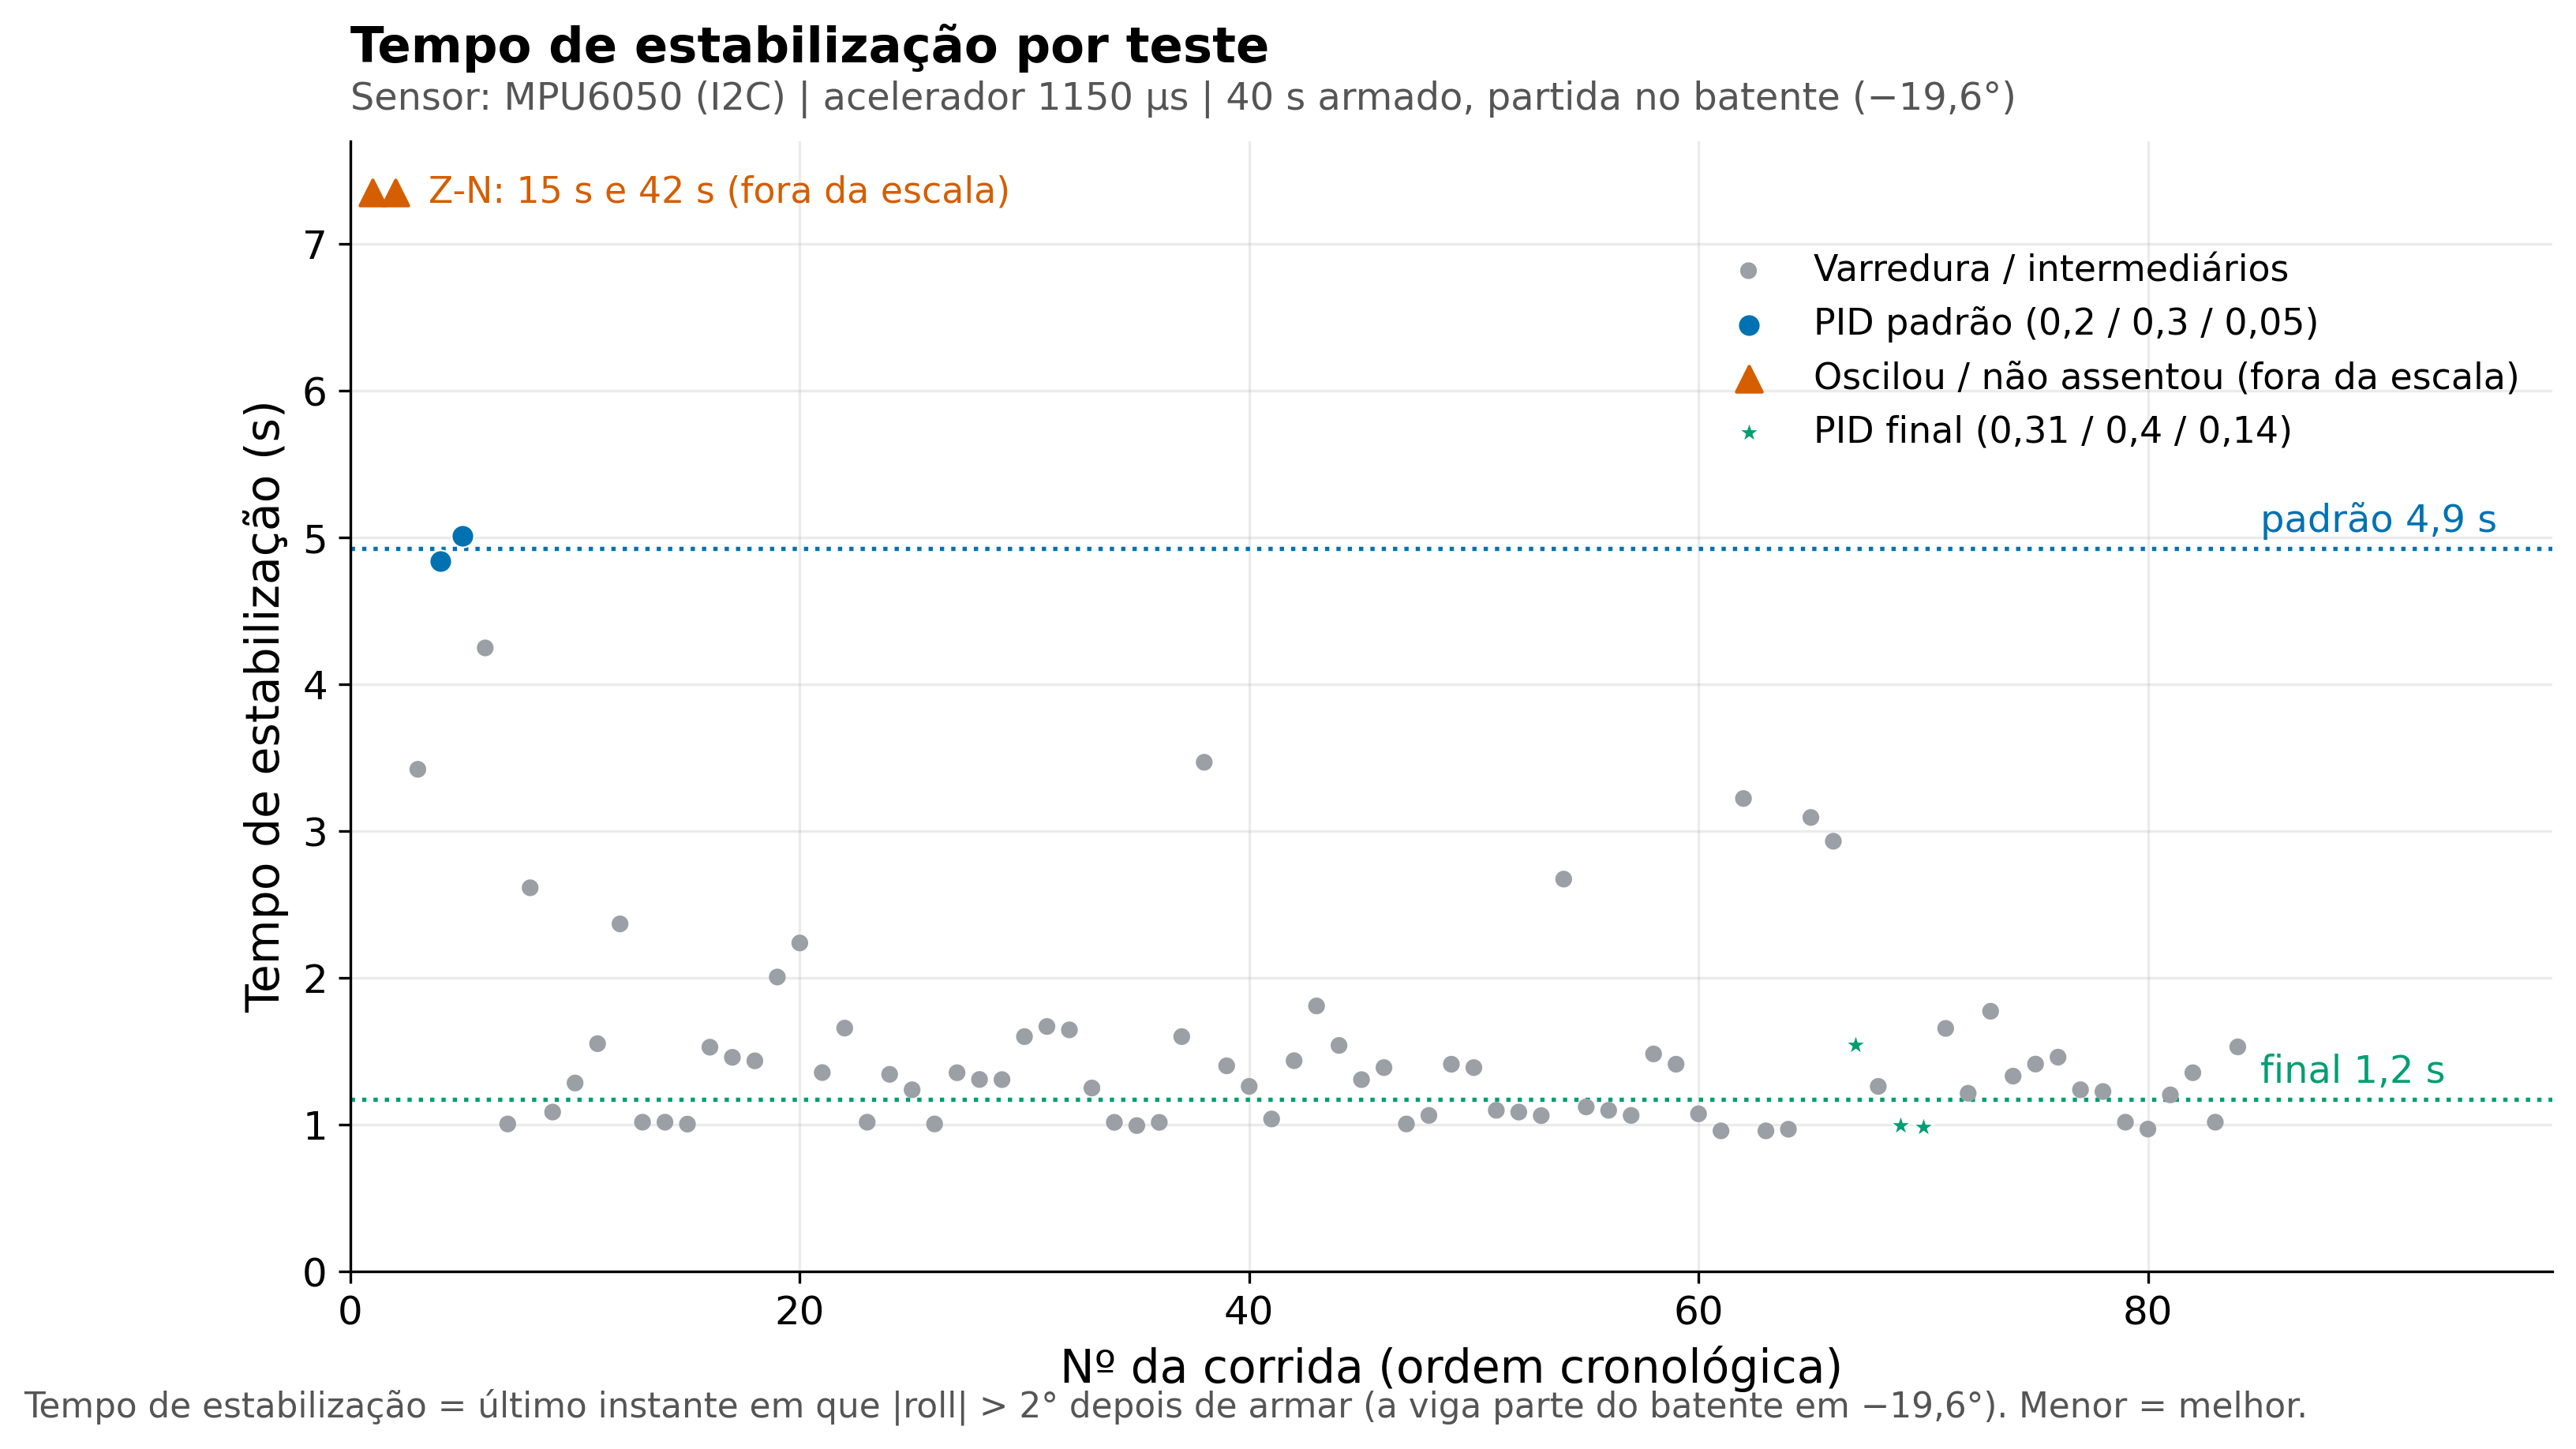 Tempo de estabilização por teste
Sensor: MPU6050 (I2C) | acelerador 1150 µs | 40 s armado, partida no batente (−19,6°)
Z-N: 15 s e 42 s (fora da escala)
Varredura / intermediários
PID padrão (0,2 / 0,3 / 0,05)
Oscilou / não assentou (fora da escala)
PID final (0,31 / 0,4 / 0,14)
padrão 4,9 s
final 1,2 s
Tempo de estabilização (s)
7
6
5
4
3
2
1
0
0 20 40 60 80
Nº da corrida (ordem cronológica)
Tempo de estabilização = último instante em que |roll| > 2° depois de armar (a viga parte do batente em −19,6°). Menor = melhor.